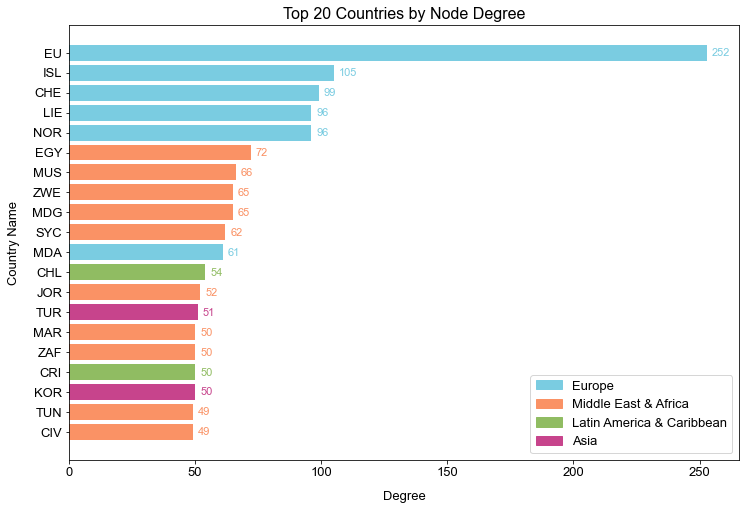 Top 20 Countries by Node Degree
Country Name
EU 252
ISL 105
CHE 99
LIE 96
NOR 96
EGY 72
MUS 66
ZWE 65
MDG 65
SYC 62
MDA 61
CHL 54
JOR 52
TUR 51
MAR 50
ZAF 50
CRI 50
KOR 50
TUN 49
CIV 49
Europe
Middle East & Africa
Latin America & Caribbean
Asia
0 50 100 150 200 250
Degree